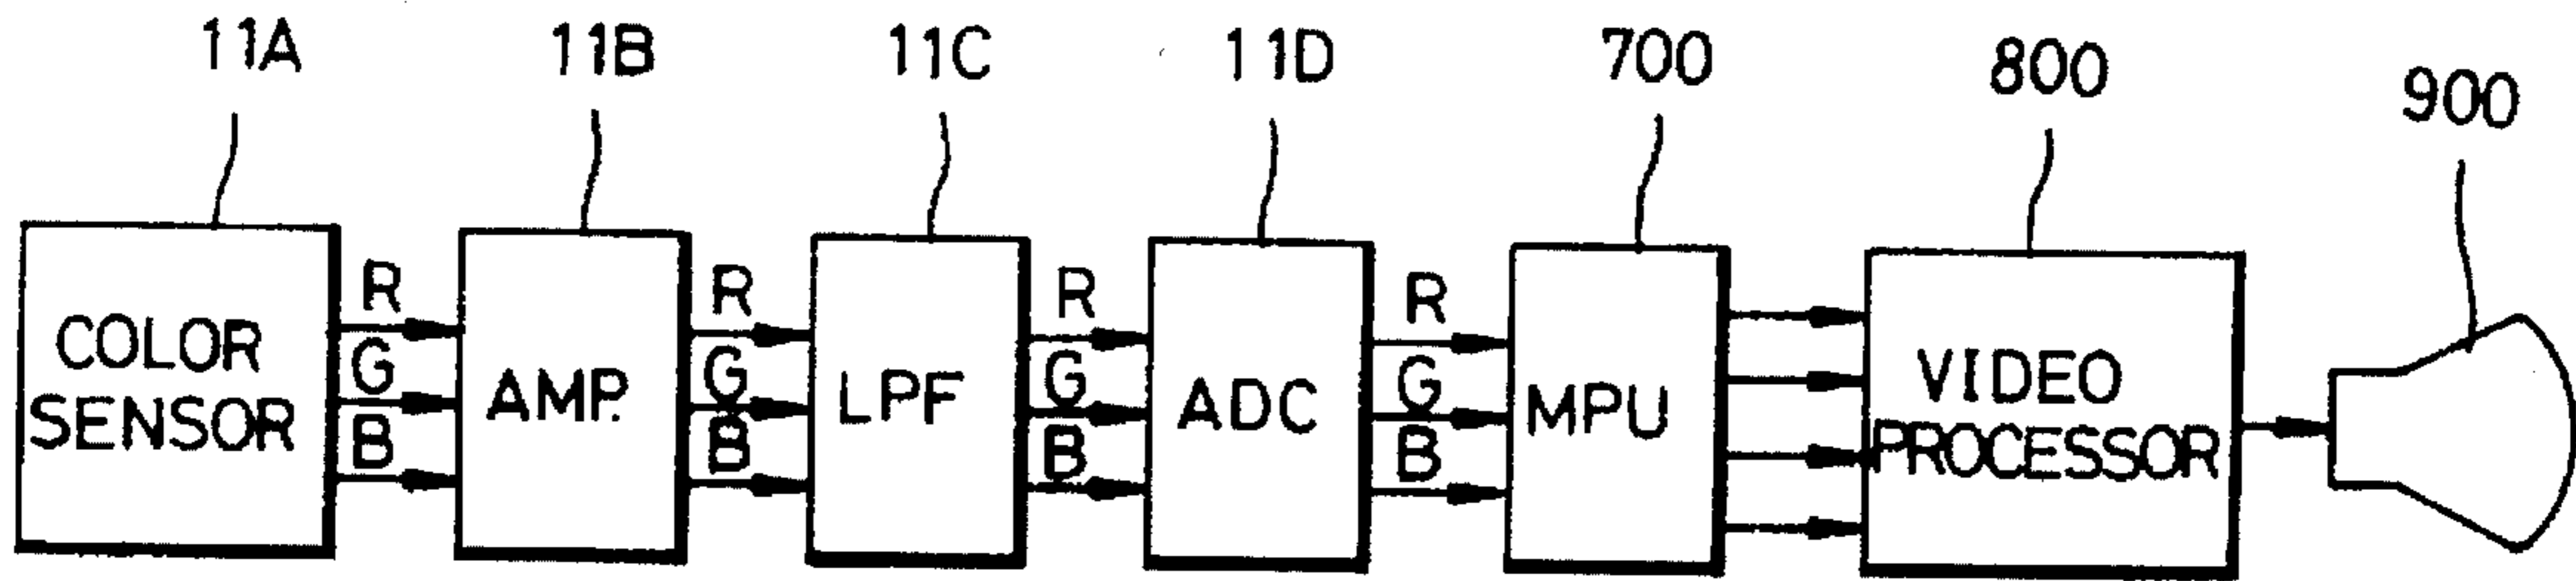 11A
11B
11C
11D
700
800
900
COLOR
SENSOR
R
G
B
AMP.
R
G
B
LPF
R
G
B
ADC
R
G
B
MPU
VIDEO
PROCESSOR